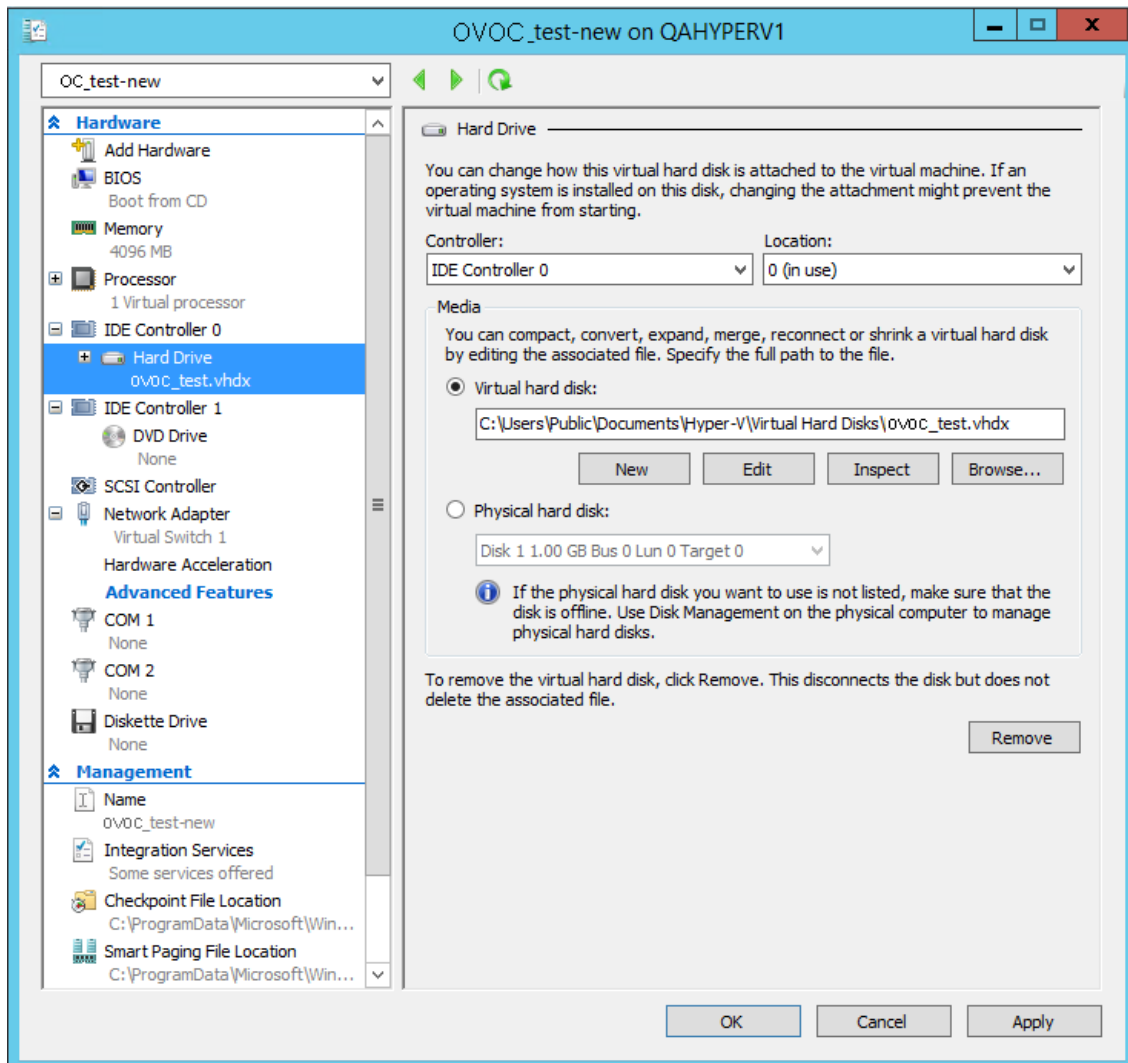 OVOC_test-new on QAHYPERV1
OC_test-new
Hardware
Add Hardware
BIOS
Boot from CD
Memory
4096 MB
Processor
1 Virtual processor
IDE Controller 0
Hard Drive
OVOC_test.vhdx
IDE Controller 1
DVD Drive
None
SCSI Controller
Network Adapter
Virtual Switch 1
Hardware Acceleration
Advanced Features
COM 1
None
COM 2
None
Diskette Drive
None
Management
Name
OVOC_test-new
Integration Services
Some services offered
Checkpoint File Location
C:\ProgramData\Microsoft\Win...
Smart Paging File Location
C:\ProgramData\Microsoft\Win...
Hard Drive
You can change how this virtual hard disk is attached to the virtual machine. If an
operating system is installed on this disk, changing the attachment might prevent the
virtual machine from starting.
Controller:
Location:
IDE Controller 0
0 (in use)
Media
You can compact, convert, expand, merge, reconnect or shrink a virtual hard disk
by editing the associated file. Specify the full path to the file.
Virtual hard disk:
C:\Users\Public\Documents\Hyper-V\Virtual Hard Disks\OVOC_test.vhdx
New
Edit
Inspect
Browse...
Physical hard disk:
Disk 1 1.00 GB Bus 0 Lun 0 Target 0
If the physical hard disk you want to use is not listed, make sure that the
disk is offline. Use Disk Management on the physical computer to manage
physical hard disks.
To remove the virtual hard disk, click Remove. This disconnects the disk but does not
delete the associated file.
Remove
OK
Cancel
Apply